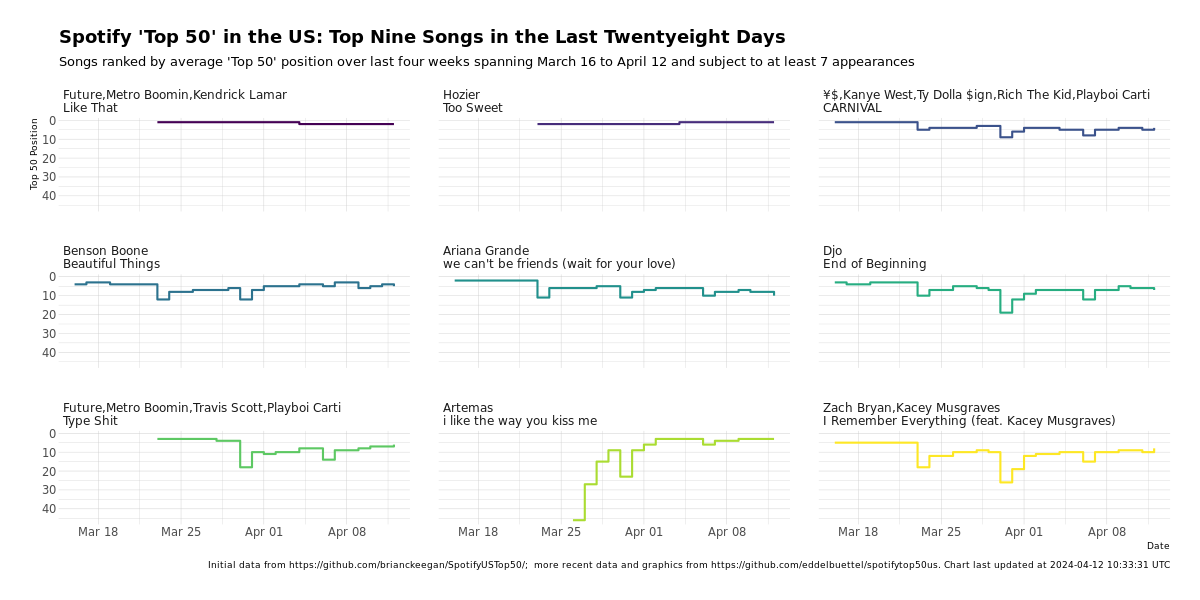 Spotify 'Top 50' in the US: Top Nine Songs in the Last Twentyeight Days
Songs ranked by average 'Top 50' position over last four weeks spanning March 16 to April 12 and subject to at least 7 appearances
Future,Metro Boomin,Kendrick Lamar
Like That
Hozier
Too Sweet
¥$,Kanye West,Ty Dolla $ign,Rich The Kid,Playboi Carti
CARNIVAL
Top 50 Position
0
10
20
30
40
Benson Boone
Beautiful Things
Ariana Grande
we can't be friends (wait for your love)
Djo
End of Beginning
0
10
20
30
40
Future,Metro Boomin,Travis Scott,Playboi Carti
Type Shit
Artemas
i like the way you kiss me
Zach Bryan,Kacey Musgraves
I Remember Everything (feat. Kacey Musgraves)
0
10
20
30
40
Mar 18 Mar 25 Apr 01 Apr 08
Mar 18 Mar 25 Apr 01 Apr 08
Mar 18 Mar 25 Apr 01 Apr 08
Date
Initial data from https://github.com/brianckeegan/SpotifyUSTop50/;  more recent data and graphics from https://github.com/eddelbuettel/spotifytop50us. Chart last updated at 2024-04-12 10:33:31 UTC